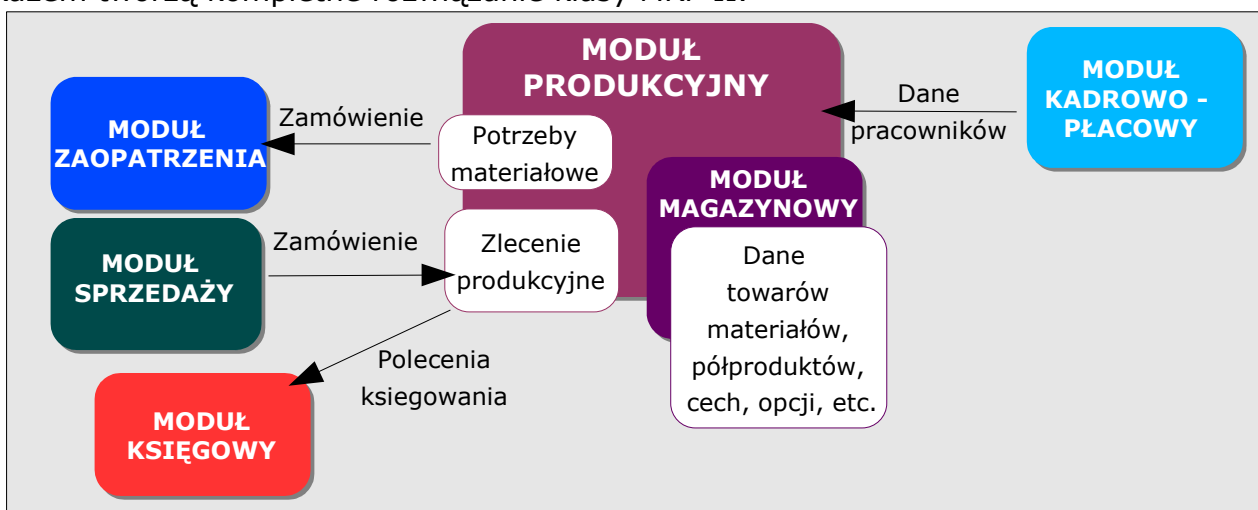 MODUŁ
PRODUKCYJNY
MODUŁ
KADROWO -
PŁACOWY
Dane
pracowników
MODUŁ
ZAOPATRZENIA
Zamówienie
Potrzeby
materiałowe
MODUŁ
MAGAZYNOWY
MODUŁ
SPRZEDAŻY
Zamówienie
Zlecenie
produkcyjne
Dane
towarów
materiałów,
półproduktów,
cech, opcji, etc.
Polecenia
ksiegowania
MODUŁ
KSIĘGOWY